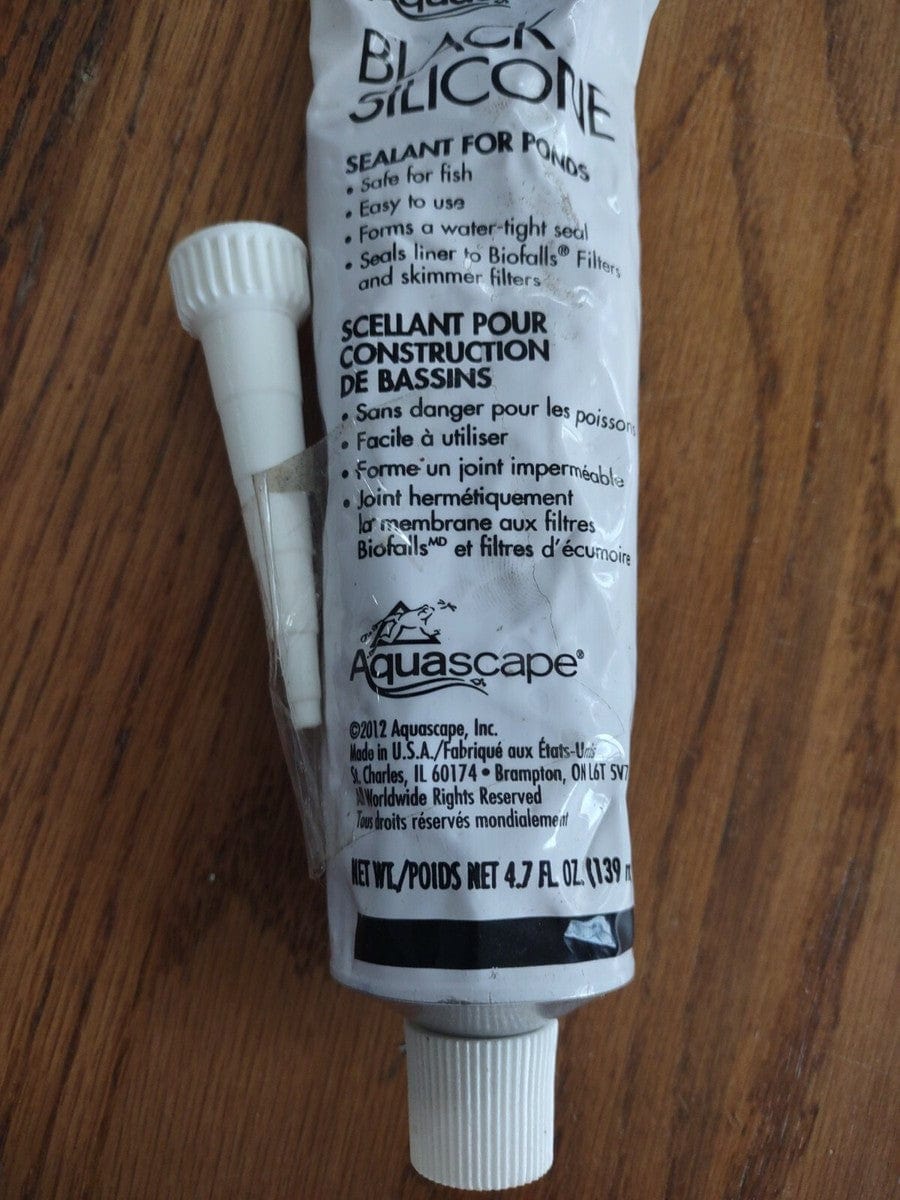 BLACK
SILICONE
SEALANT FOR PONDS
• Safe for fish
• Easy to use
• Forms a water-tight seal
• Seals liner to Biofalls® Filters
and skimmer filters
SCELLANT POUR
CONSTRUCTION
DE BASSINS
• Sans danger pour les poissons
• Facile à utiliser
• Forme un joint imperméable
• Joint hermétiquement
la membrane aux filtres
Biofalls MD et filtres d'écumoire
Aquascape®
©2012 Aquascape, Inc.
Made in U.S.A./Fabriqué aux États-Unis
St. Charles, IL 60174 • Brampton, ON L6T 5V7
All Worldwide Rights Reserved
Tous droits réservés mondialement
NET WT./POIDS NET 4.7 FL. OZ. (139